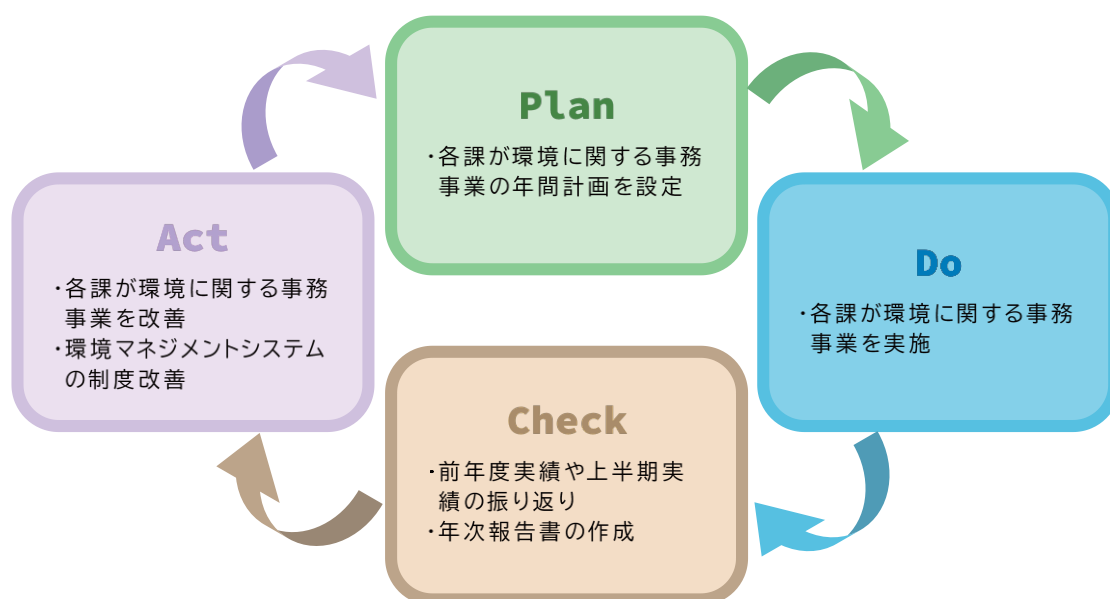 Plan
・各課が環境に関する事務
事業の年間計画を設定
Do
・各課が環境に関する事務
事業を実施
Check
・前年度実績や上半期実
績の振り返り
・年次報告書の作成
Act
・各課が環境に関する事務
事業を改善
・環境マネジメントシステム
の制度改善